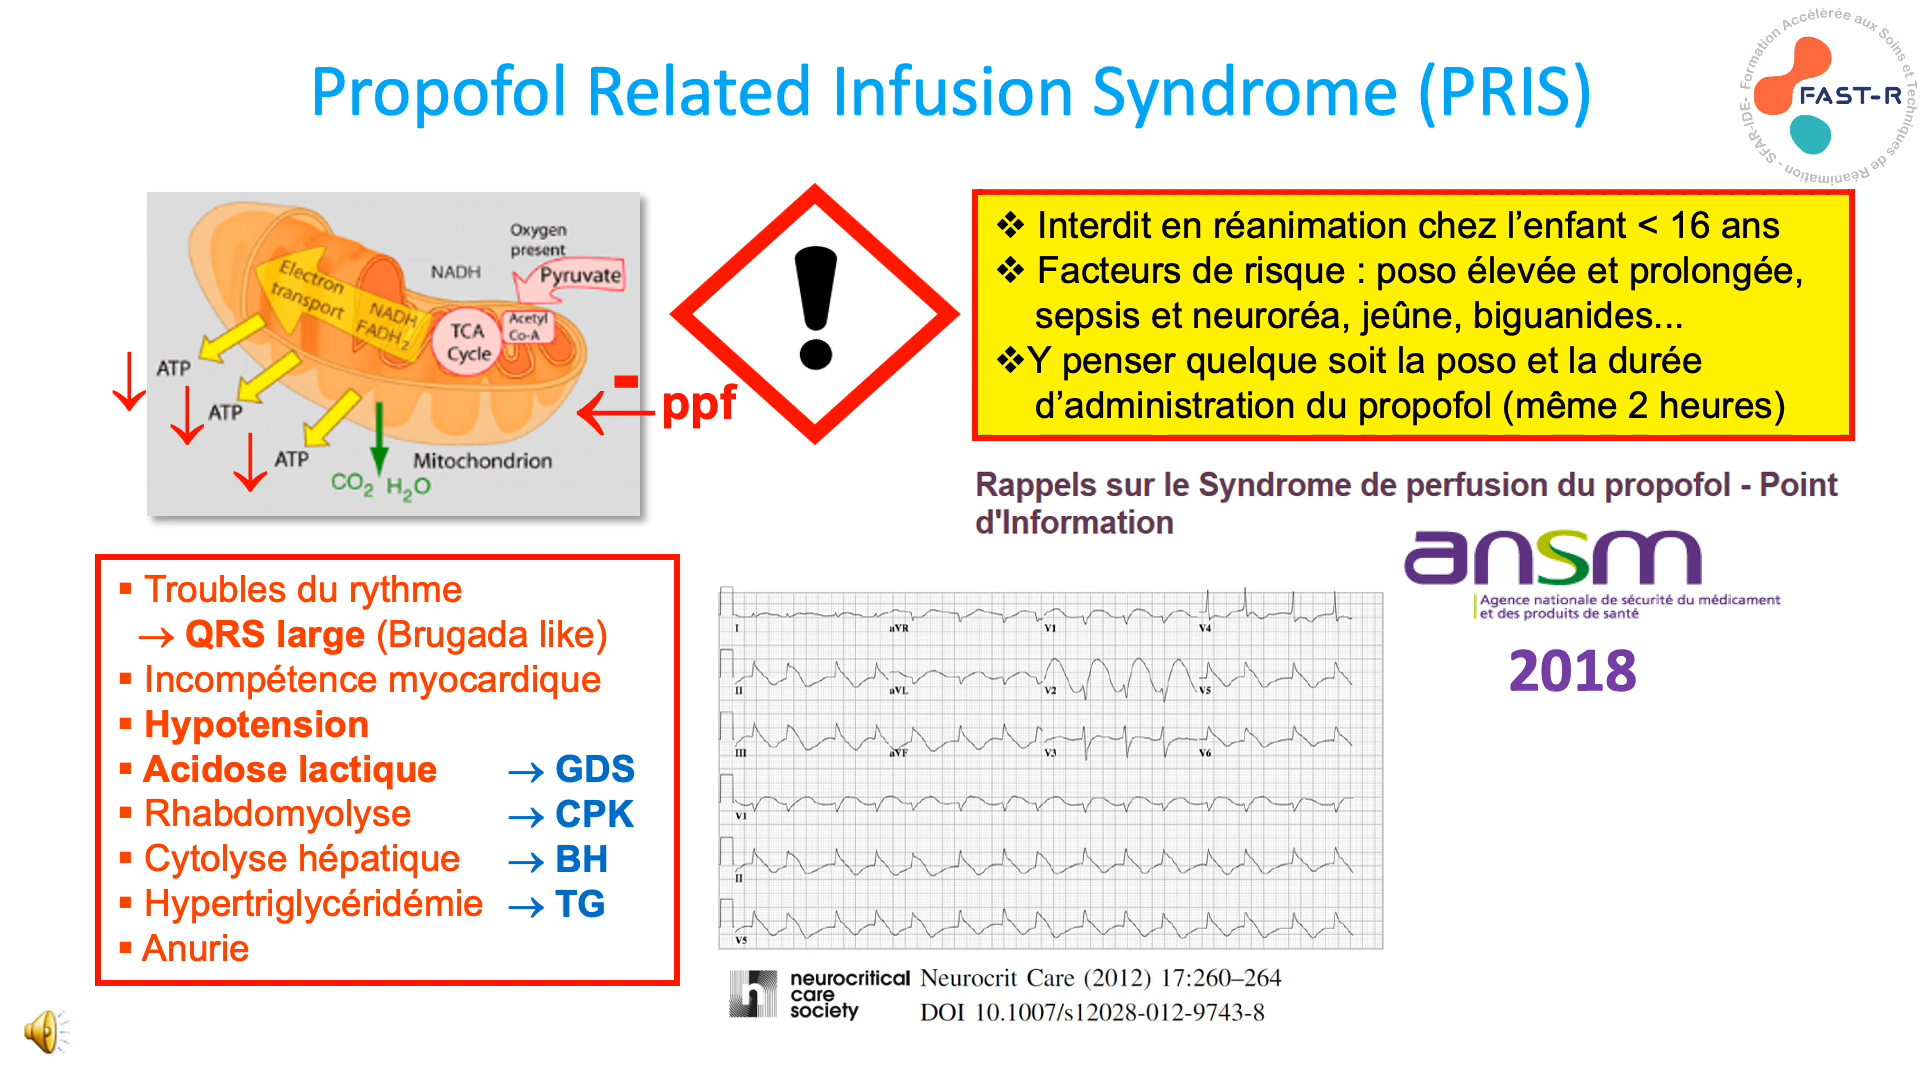 Propofol Related Infusion Syndrome (PRIS)
SFAR-IDE- Formation Accélérée aux Soins et Techniques de Réanimation -
FAST-R
Oxygen
present
NADH
Pyruvate
Electron
transport
NADH
FADH2
TCA
Cycle
Acetyl
Co-A
ATP
ATP
ATP
CO2 H2O
Mitochondrion
-
← ppf
!
❖ Interdit en réanimation chez l’enfant < 16 ans
❖ Facteurs de risque : poso élevée et prolongée,
sepsis et neuroréa, jeûne, biguanides...
❖Y penser quelque soit la poso et la durée
d’administration du propofol (même 2 heures)
Rappels sur le Syndrome de perfusion du propofol - Point
d'Information
ansm
Agence nationale de sécurité du médicament
et des produits de santé
2018
▪ Troubles du rythme
→ QRS large (Brugada like)
▪ Incompétence myocardique
▪ Hypotension
▪ Acidose lactique → GDS
▪ Rhabdomyolyse → CPK
▪ Cytolyse hépatique → BH
▪ Hypertriglycéridémie → TG
▪ Anurie
I aVR V1 V4
II aVL V2 V5
III aVF V3 V6
V1
II
V5
n
neurocritical
care
society
Neurocrit Care (2012) 17:260–264
DOI 10.1007/s12028-012-9743-8